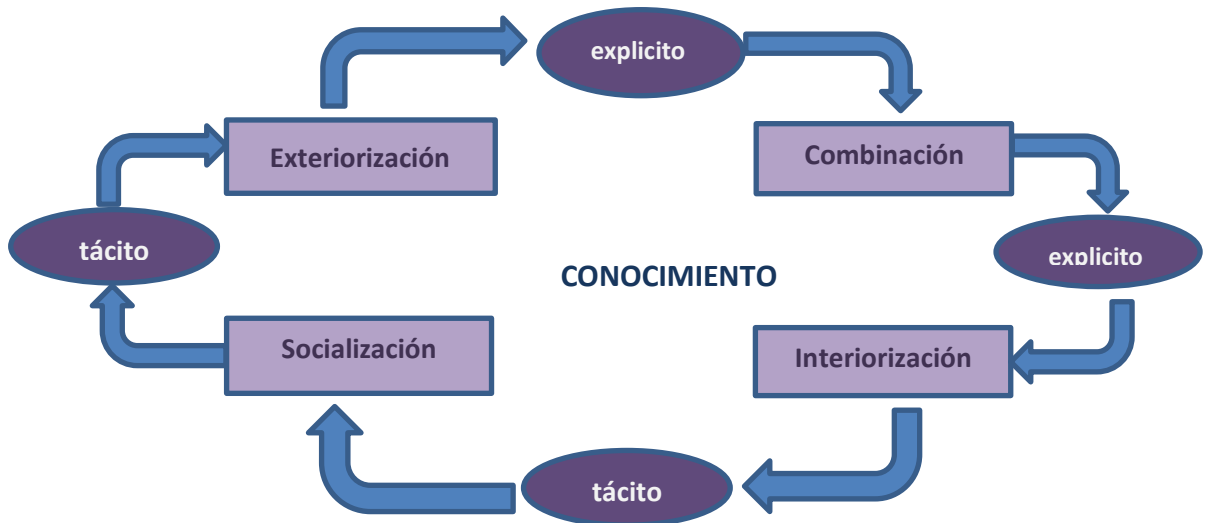 explicito
Exteriorización
Combinación
tácito
explicito
CONOCIMIENTO
Socialización
Interiorización
tácito